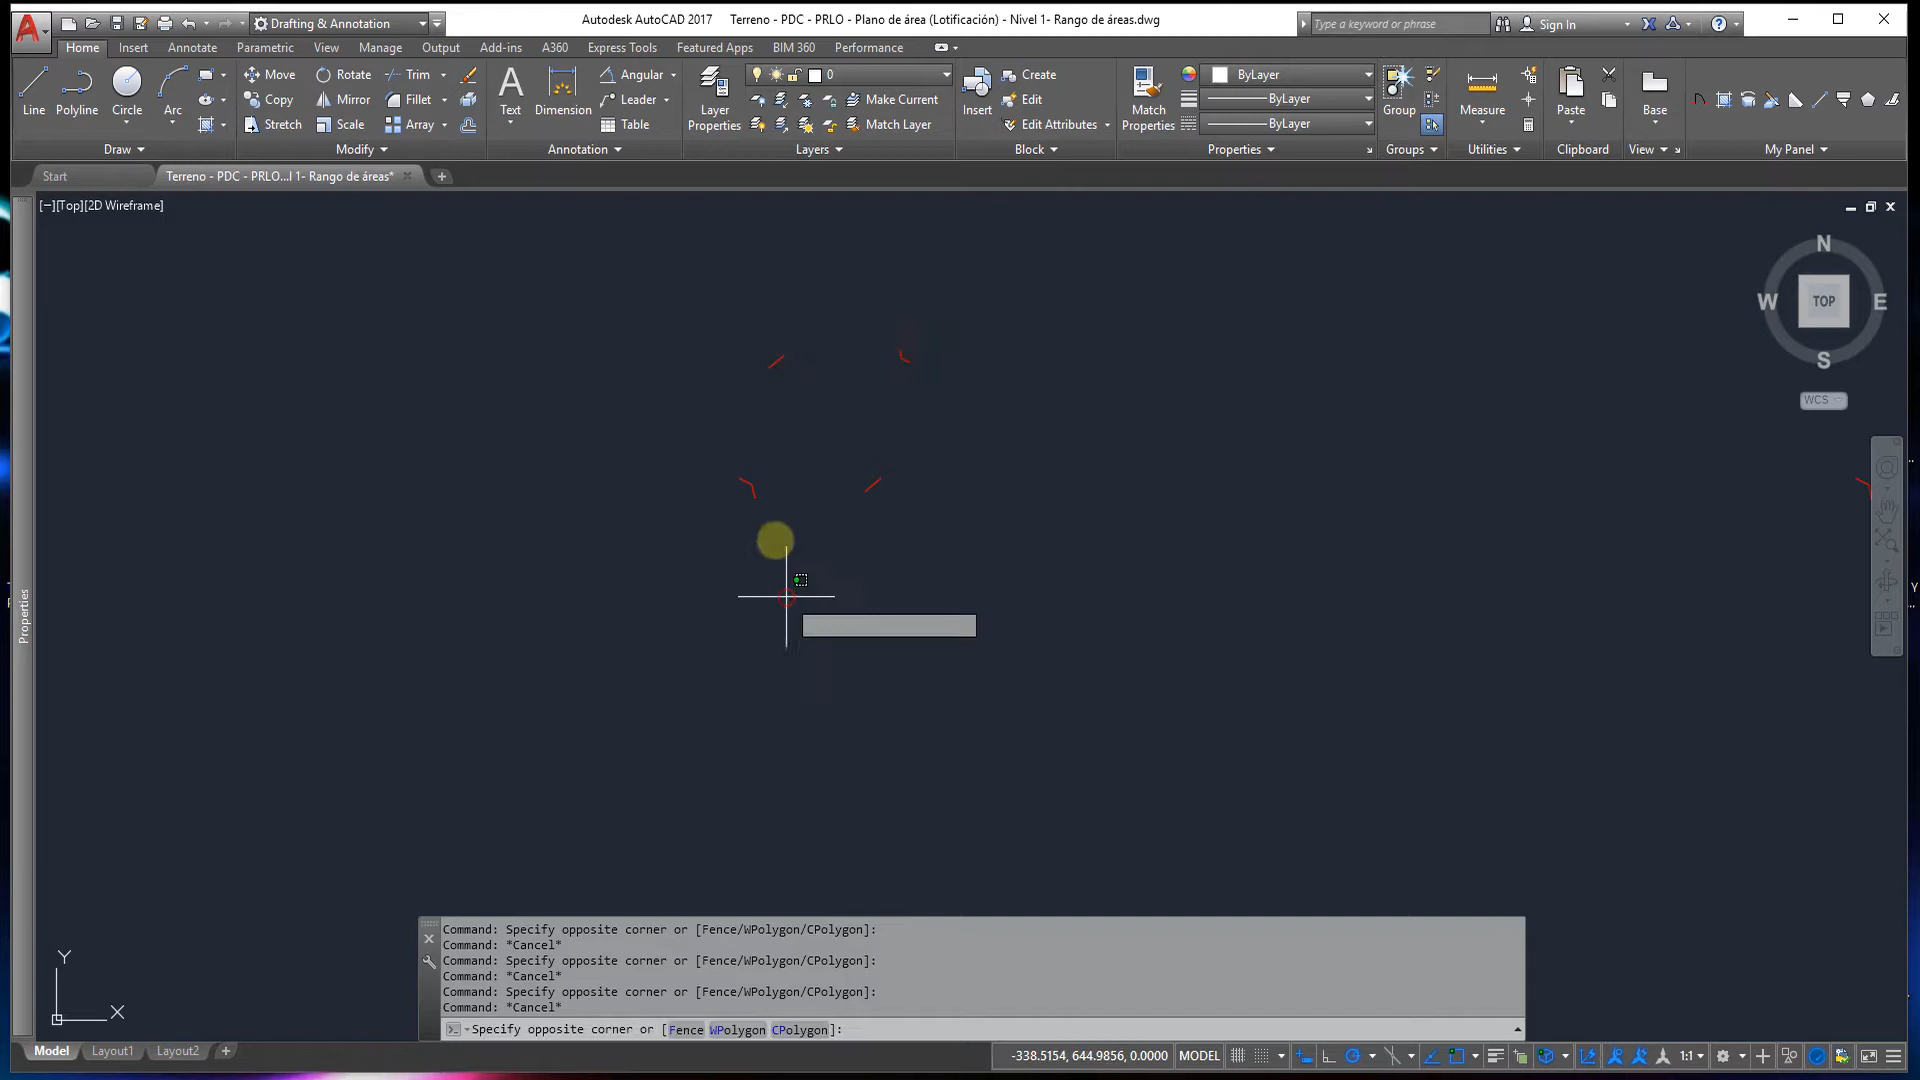 Drafting & Annotation
Autodesk AutoCAD 2017 Terreno - PDC - PRLO - Plano de área (Lotificación) - Nivel 1- Rango de áreas.dwg
Type a keyword or phrase
Sign In
Home Insert Annotate Parametric View Manage Output Add-ins A360 Express Tools Featured Apps BIM 360 Performance
Line
Polyline
Circle
Arc
Move
Rotate
Trim
Copy
Mirror
Fillet
Stretch
Scale
Array
Text
Dimension
Angular
Leader
Table
Layer
Properties
0
Make Current
Match Layer
Insert
Create
Edit
Edit Attributes
Match
Properties
ByLayer
ByLayer
ByLayer
Group
Measure
Paste
Base
Draw
Modify
Annotation
Layers
Block
Properties
Groups
Utilities
Clipboard
View
My Panel
Start
Terreno - PDC - PRLO...l 1- Rango de áreas*
[−][Top][2D Wireframe]
N
W
TOP
E
S
WCS
Properties
Y
X
Command: Specify opposite corner or [Fence/WPolygon/CPolygon]:
Command: *Cancel*
Command: Specify opposite corner or [Fence/WPolygon/CPolygon]:
Command: *Cancel*
Command: Specify opposite corner or [Fence/WPolygon/CPolygon]:
Command: *Cancel*
Specify opposite corner or [Fence WPolygon CPolygon]:
Model Layout1 Layout2
-338.5154, 644.9856, 0.0000 MODEL
1:1